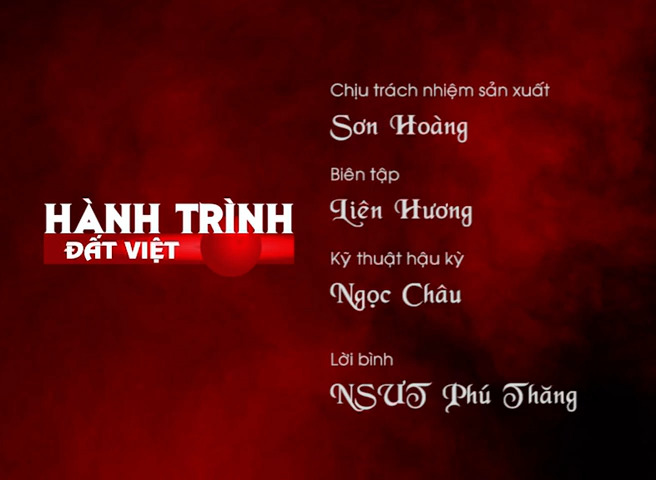 HÀNH TRÌNH
ĐẤT VIỆT
Chịu trách nhiệm sản xuất
Sơn Hoàng
Biên tập
Liên Hương
Kỹ thuật hậu kỳ
Ngọc Châu
Lời bình
NSƯT Phú Thăng